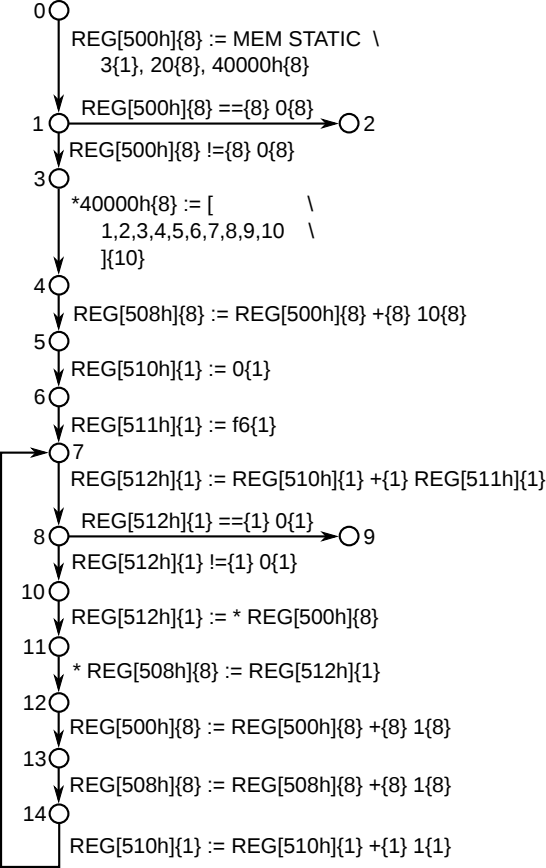 0
REG[500h]{8} := MEM STATIC \
3{1}, 20{8}, 40000h{8}
REG[500h]{8} =={8} 0{8}
1 2
REG[500h]{8} !={8} 0{8}
3
*40000h{8} := [ \
1,2,3,4,5,6,7,8,9,10 \
]{10}
4
REG[508h]{8} := REG[500h]{8} +{8} 10{8}
5
REG[510h]{1} := 0{1}
6
REG[511h]{1} := f6{1}
7
REG[512h]{1} := REG[510h]{1} +{1} REG[511h]{1}
REG[512h]{1} =={1} 0{1}
8 9
REG[512h]{1} !={1} 0{1}
10
REG[512h]{1} := * REG[500h]{8}
11
* REG[508h]{8} := REG[512h]{1}
12
REG[500h]{8} := REG[500h]{8} +{8} 1{8}
13
REG[508h]{8} := REG[508h]{8} +{8} 1{8}
14
REG[510h]{1} := REG[510h]{1} +{1} 1{1}